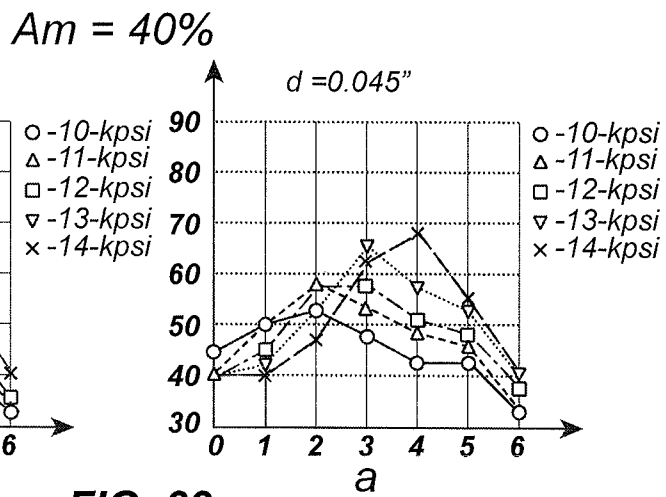 Am = 40%
d =0.045”
-10-kpsi
-11-kpsi
-12-kpsi
-13-kpsi
-14-kpsi
6
90
80
70
60
50
40
30
0 1 2 3 4 5 6
a
-10-kpsi
-11-kpsi
-12-kpsi
-13-kpsi
-14-kpsi